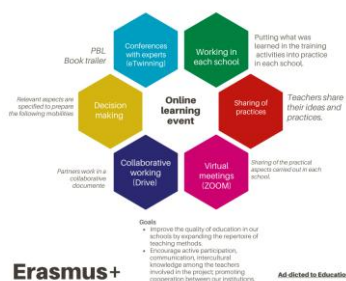 PBL
Book trailer
Conferences
with experts
(eTwinning)
Working in
each school
Putting what was
learned in the training
activities into practice
in each school.
Relevant aspects are
specified to prepare
the following mobilities
Decision
making
Online
learning
event
Sharing of
practices
Teachers share
their ideas and
practices.
Partners work in a
collaborative
documente
Collaborative
working
(Drive)
Virtual
meetings
(ZOOM)
Sharing of the practical
aspects carried out in each
school.
Goals
Improve the quality of education in our
schools by expanding the repertoire of
teaching methods.
Encourage active participation,
communication, intercultural
knowledge among the teachers
involved in the project, promoting
cooperation between our institutions.
Erasmus+
Ad-dicted to Educatio